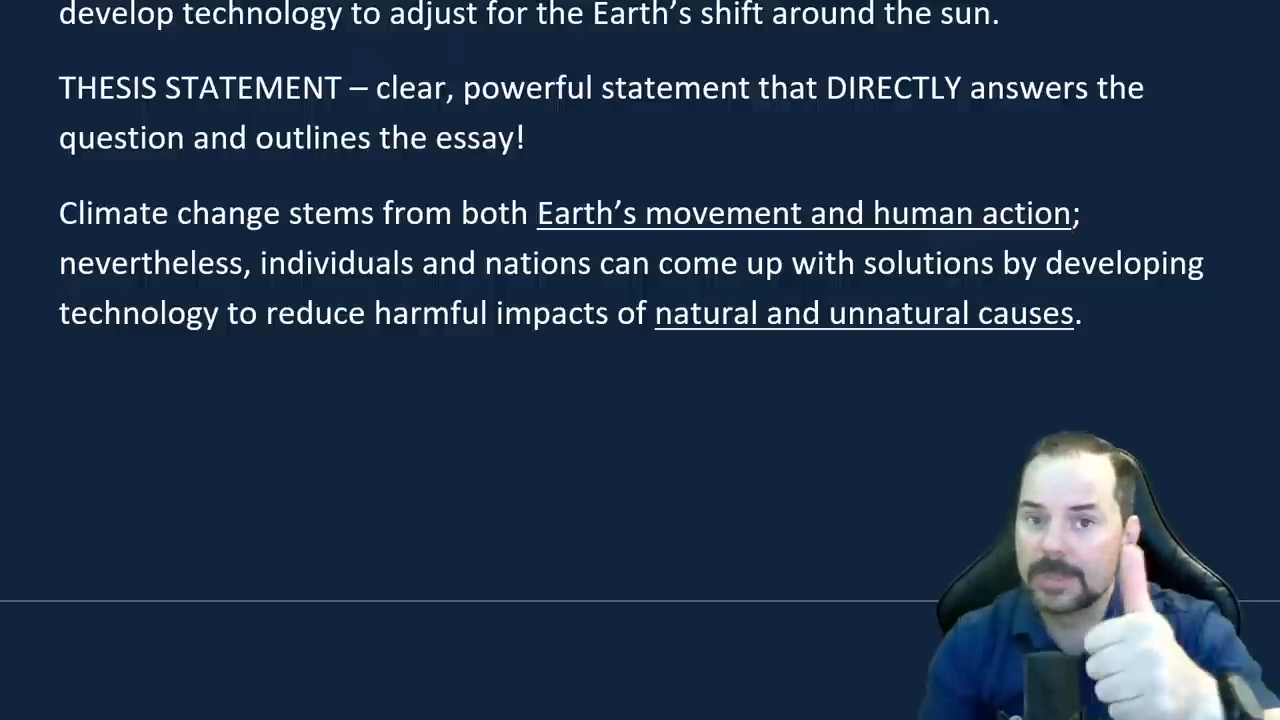 develop technology to adjust for the Earth’s shift around the sun.
THESIS STATEMENT – clear, powerful statement that DIRECTLY answers the
question and outlines the essay!
Climate change stems from both Earth’s movement and human action;
nevertheless, individuals and nations can come up with solutions by developing
technology to reduce harmful impacts of natural and unnatural causes.